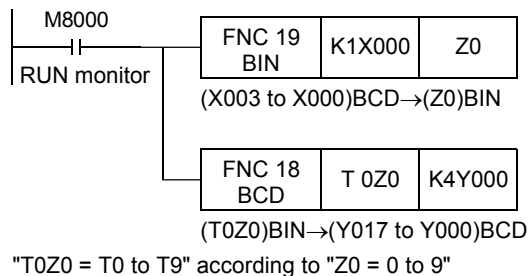 M8000
RUN monitor
FNC 19
BIN
K1X000
Z0
(X003 to X000)BCD→(Z0)BIN
FNC 18
BCD
T 0Z0
K4Y000
(T0Z0)BIN→(Y017 to Y000)BCD
"T0Z0 = T0 to T9" according to "Z0 = 0 to 9"